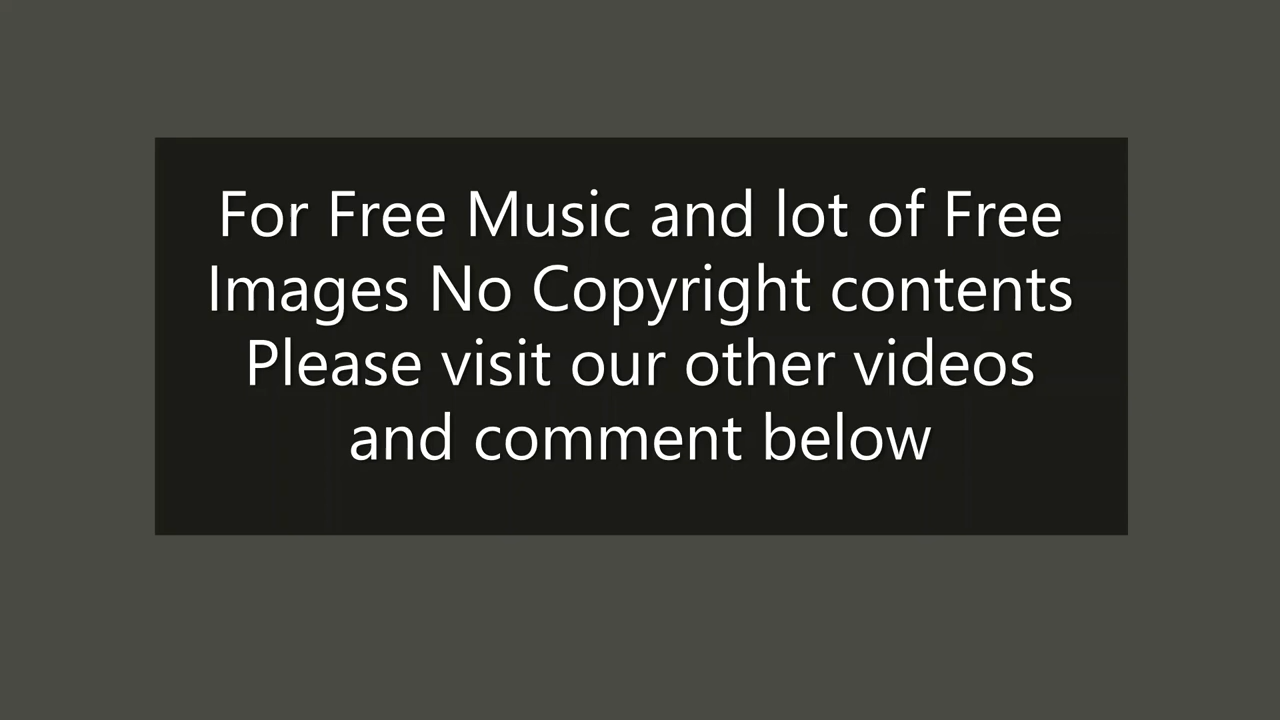 For Free Music and lot of Free
Images No Copyright contents
Please visit our other videos
and comment below